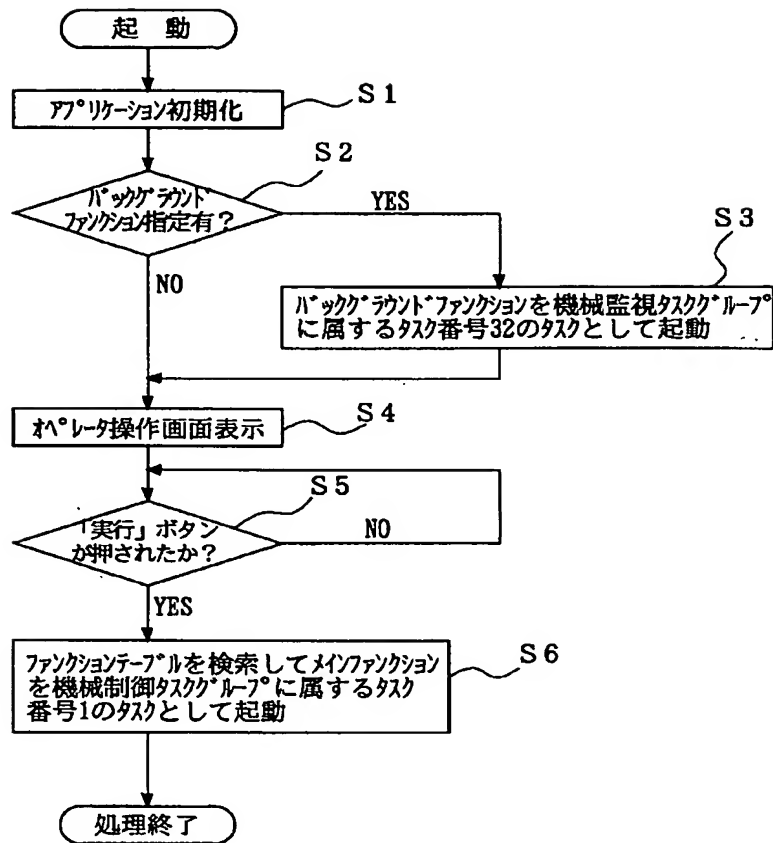 起 動
アプリケーション初期化
S1
バックグラウンド
ファンクション指定有?
S2
YES
NO
バックグラウンドファンクションを機械監視タスクグループ
に属するタスク番号32のタスクとして起動
S3
オペレータ操作画面表示
S4
「実行」ボタン
が押されたか?
S5
NO
YES
ファンクションテーブルを検索してメインファンクション
を機械制御タスクグループに属するタスク
番号1のタスクとして起動
S6
処理終了